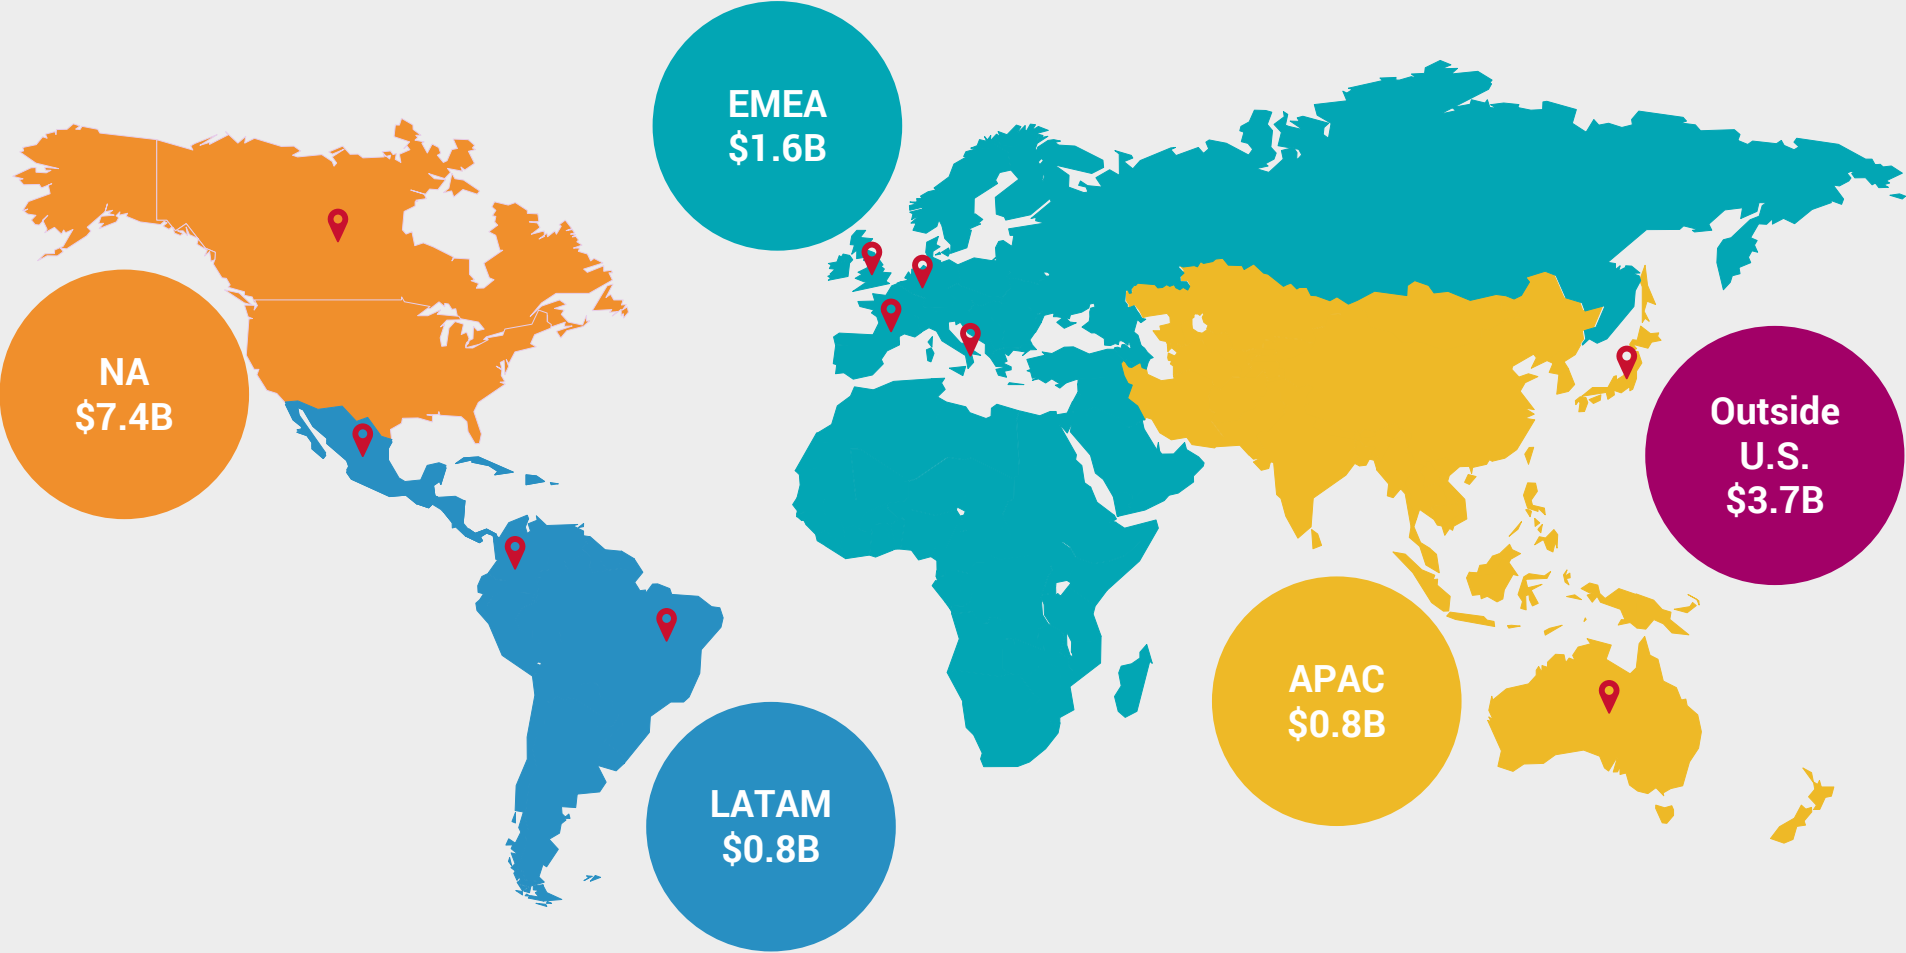 EMEA
$1.6B
NA
$7.4B
Outside
U.S.
$3.7B
APAC
$0.8B
LATAM
$0.8B